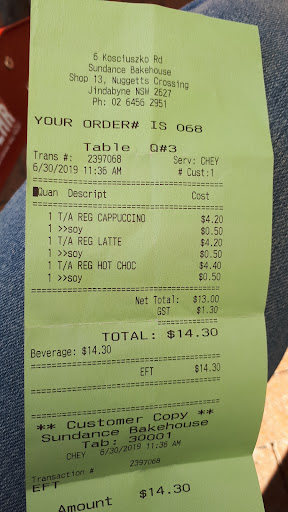 6 Kosciuszko Rd
Sundance Bakehouse
Shop 13, Nuggetts Crossing
Jindabyne NSW 2627
Ph: 02 6456 2951
YOUR ORDER# IS 068
Table Q#3
Trans #: 2397068 Serv: CHEY
6/30/2019 11:36 AM # Cust:1
Quan Descript Cost
1 T/A REG CAPPUCCINO $4.20
1 >>soy $0.50
1 T/A REG LATTE $4.20
1 >>soy $0.50
1 T/A REG HOT CHOC $4.40
1 >>soy $0.50
Net Total: $13.00
GST $1.30
TOTAL: $14.30
Beverage: $14.30
EFT $14.30
** Customer Copy **
Sundance Bakehouse
Tab: 30001
CHEY 6/30/2019 11:36 AM
Transaction # 2397068
EFT
Amount $14.30